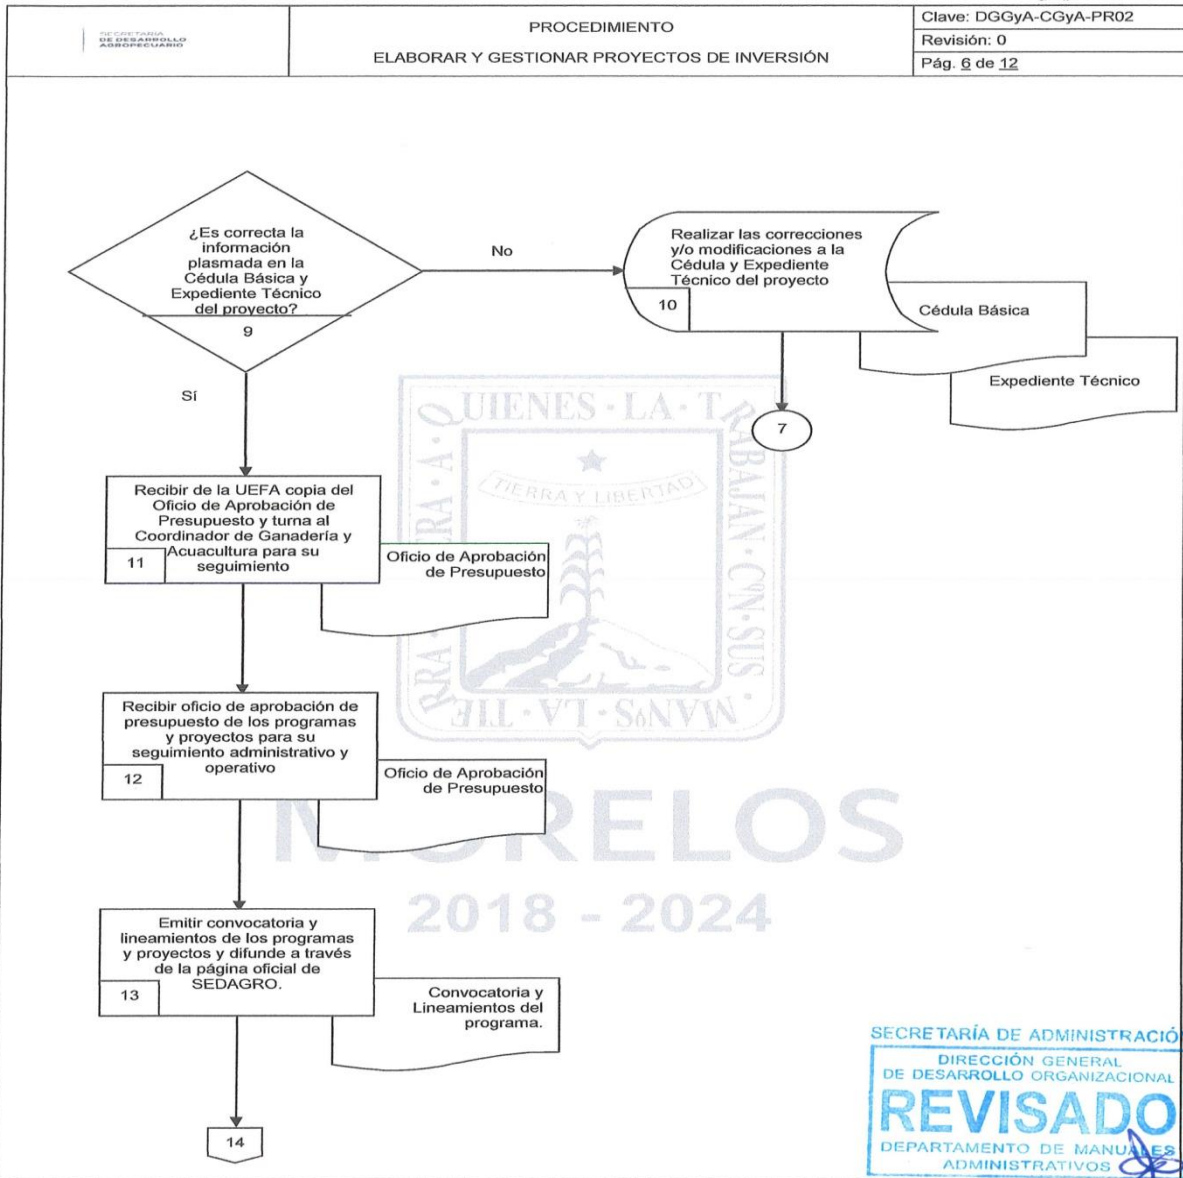 SECRETARÍA
DE DESARROLLO
AGROPECUARIO
PROCEDIMIENTO
ELABORAR Y GESTIONAR PROYECTOS DE INVERSIÓN
Clave: DGGyA-CGyA-PR02
Revisión: 0
Pág. 6 de 12
¿Es correcta la
información
plasmada en la
Cédula Básica y
Expediente Técnico
del proyecto?
9
No
Realizar las correcciones
y/o modificaciones a la
Cédula y Expediente
Técnico del proyecto
10
Cédula Básica
Expediente Técnico
7
Sí
Recibir de la UEFA copia del
Oficio de Aprobación de
Presupuesto y turna al
Coordinador de Ganadería y
Acuacultura para su
seguimiento
11
Oficio de Aprobación
de Presupuesto
Recibir oficio de aprobación de
presupuesto de los programas
y proyectos para su
seguimiento administrativo y
operativo
12
Oficio de Aprobación
de Presupuesto
Emitir convocatoria y
lineamientos de los programas
y proyectos y difunde a través
de la página oficial de
SEDAGRO.
13
Convocatoria y
Lineamientos del
programa.
14
TIERRA Y LIBERTAD
QUIENES · LA · TRABAJAN · CON · SUS · MANOS · LA · TIE
RRA · A ·
MORELOS
2018 - 2024
SECRETARÍA DE ADMINISTRACIÓ
DIRECCIÓN GENERAL
DE DESARROLLO ORGANIZACIONAL
REVISADO
DEPARTAMENTO DE MANUALES
ADMINISTRATIVOS